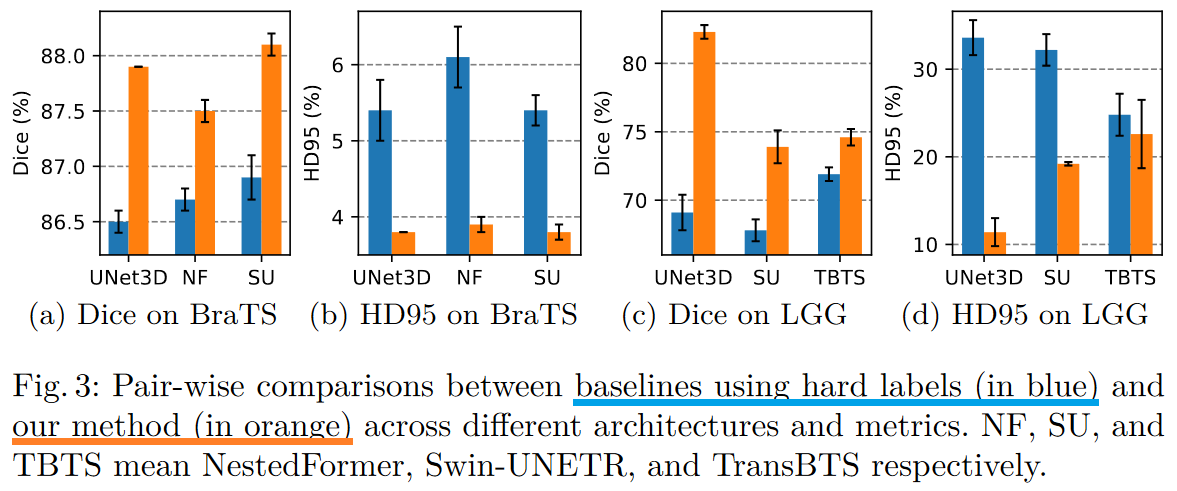 Dice (%)
88.0
87.5
87.0
86.5
UNet3D NF SU
(a) Dice on BraTS
HD95 (%)
6
5
4
UNet3D NF SU
(b) HD95 on BraTS
Dice (%)
80
75
70
UNet3D SU TBTS
(c) Dice on LGG
HD95 (%)
30
20
10
UNet3D SU TBTS
(d) HD95 on LGG
Fig. 3: Pair-wise comparisons between baselines using hard labels (in blue) and
our method (in orange) across different architectures and metrics. NF, SU, and
TBTS mean NestedFormer, Swin-UNETR, and TransBTS respectively.